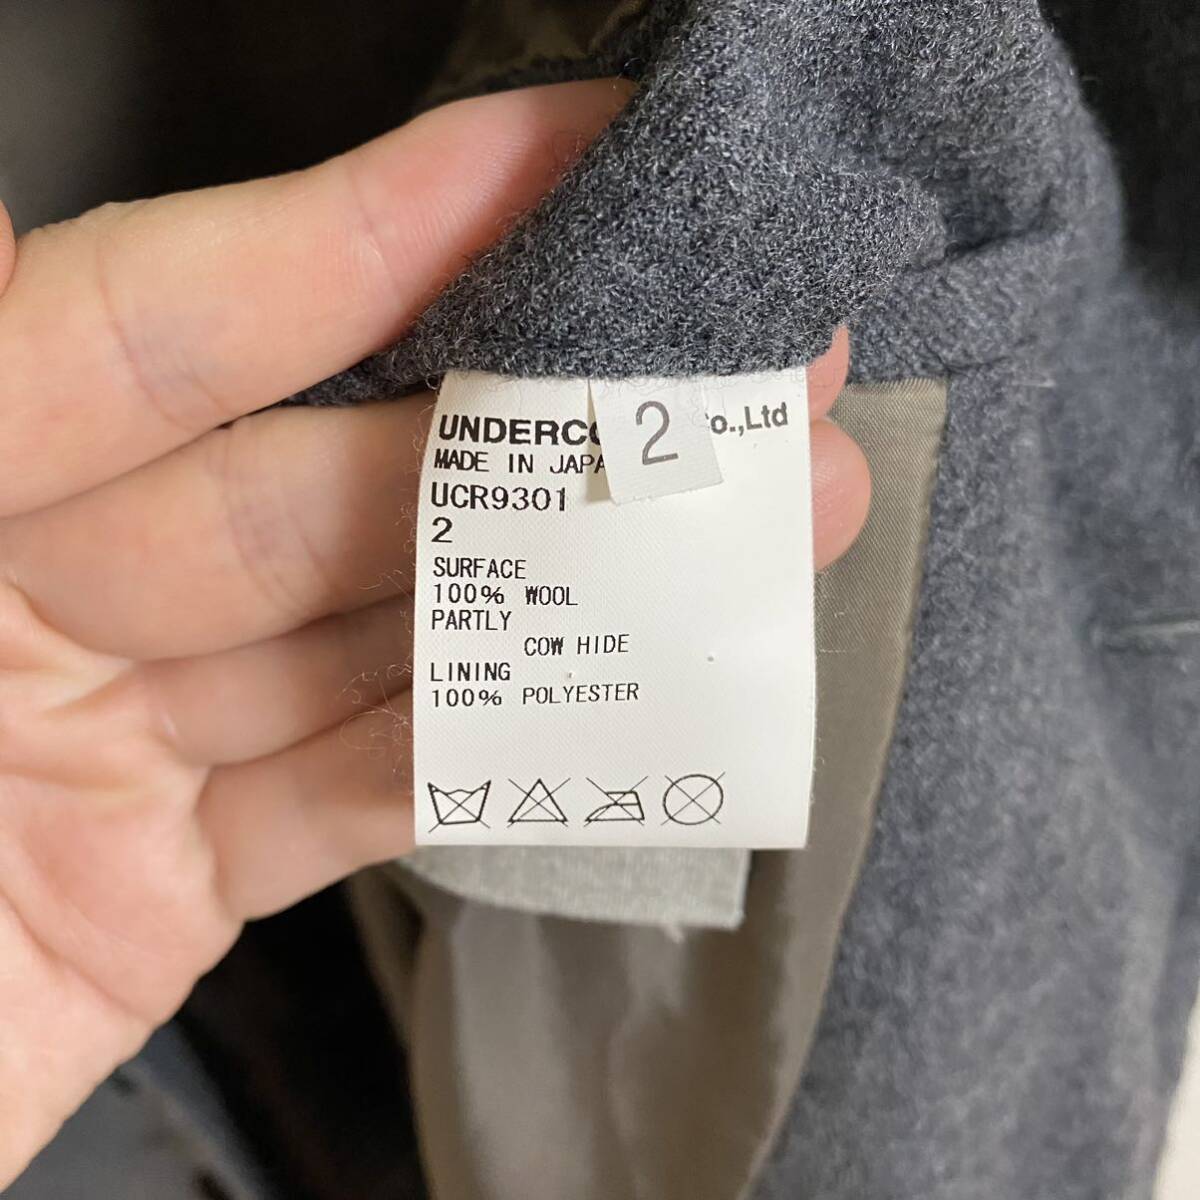 UNDERCO 2 o.,Ltd
MADE IN JAPA
UCR9301
2
SURFACE
100% WOOL
PARTLY
COW HIDE
LINING
100% POLYESTER